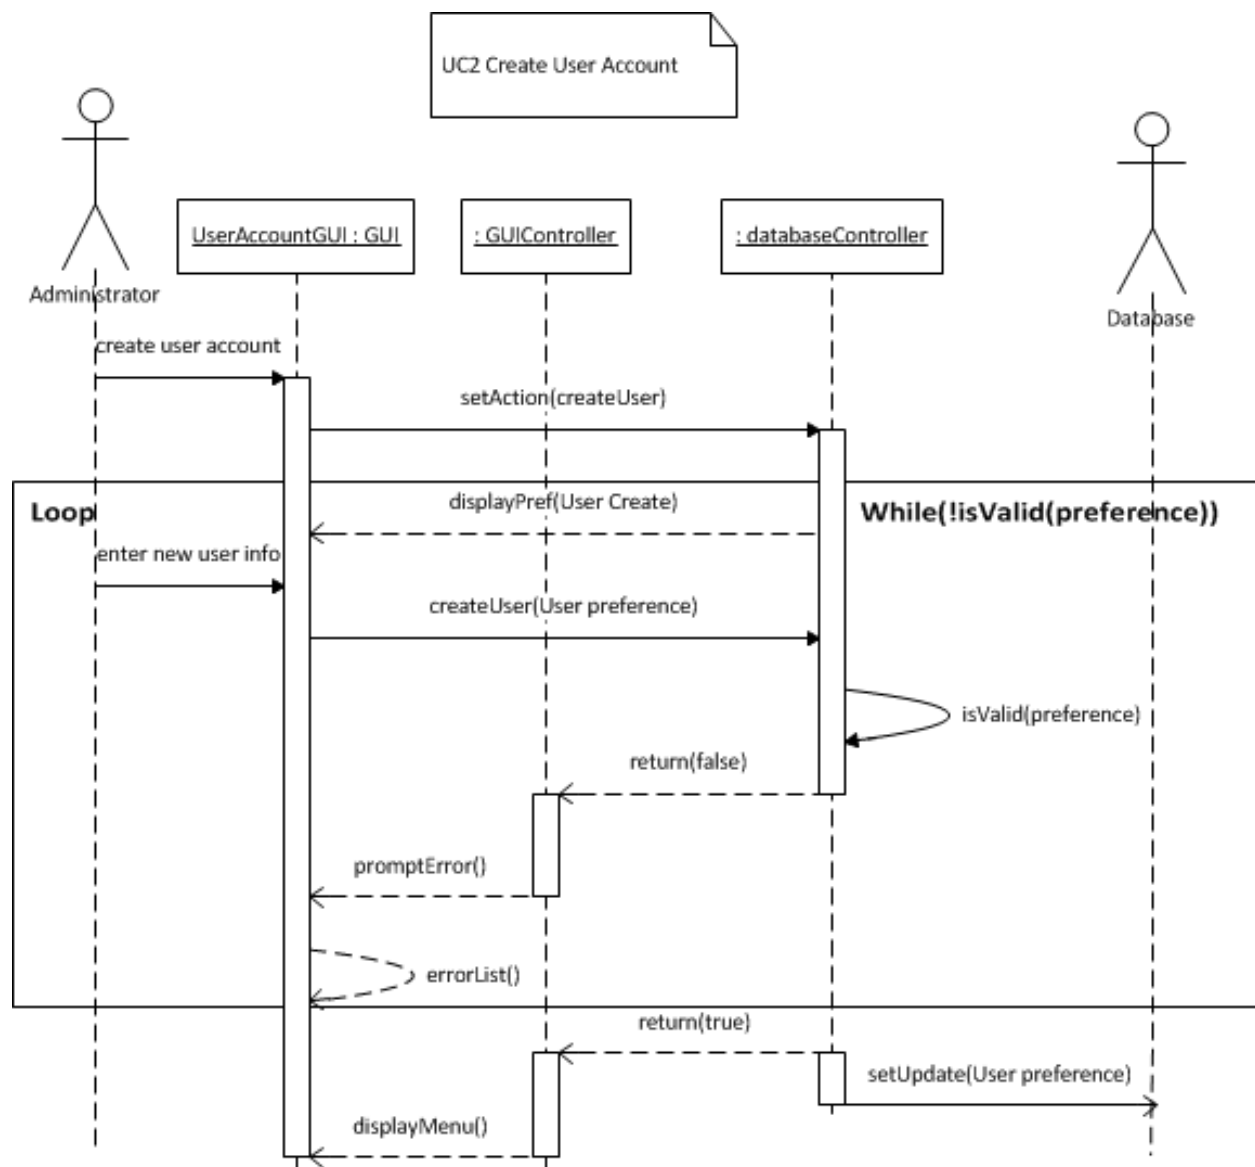 UC2 Create User Account
UserAccountGUI : GUI
: GUIController
: databaseController
Administrator
Database
create user account
setAction(createUser)
Loop
displayPref(User Create)
While(!isValid(preference))
enter new user info
createUser(User preference)
isValid(preference)
return(false)
promptError()
errorList()
return(true)
setUpdate(User preference)
displayMenu()